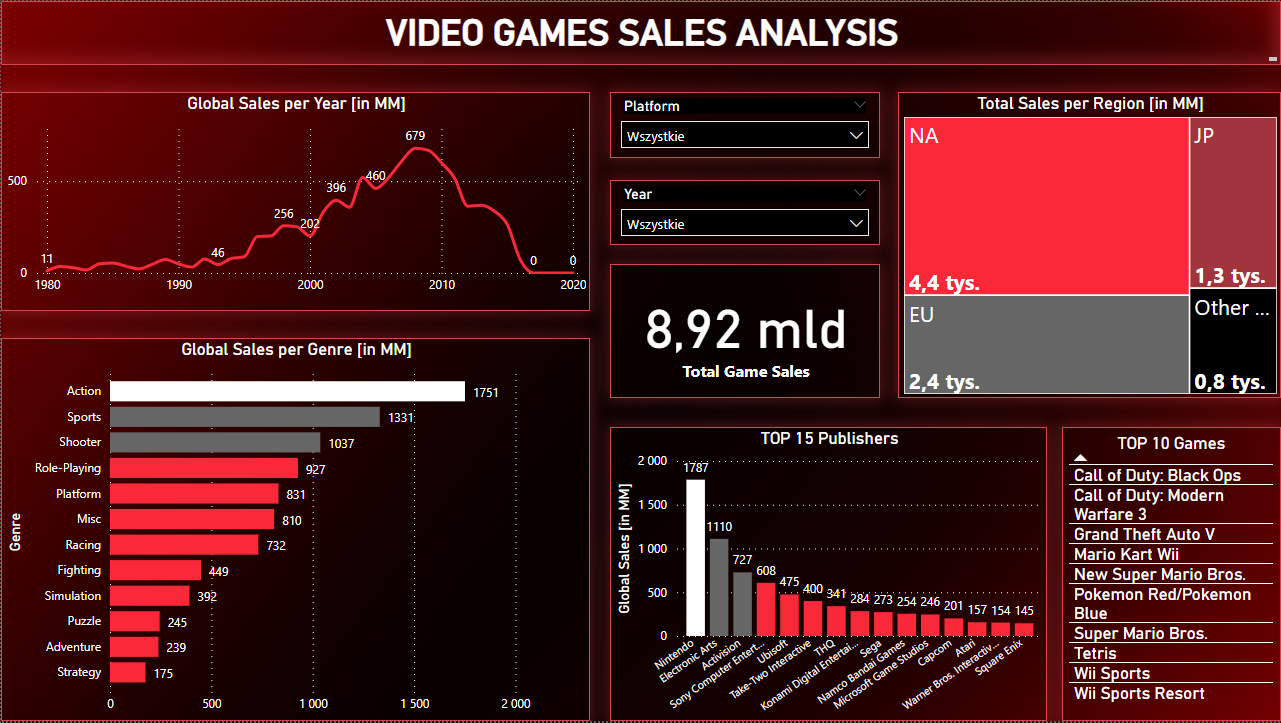 VIDEO GAMES SALES ANALYSIS
Global Sales per Year [in MM]
500
0
11
46
256
202
396
460
679
0
0
1980
1990
2000
2010
2020
Platform
Wszystkie
Year
Wszystkie
8,92 mld
Total Game Sales
Total Sales per Region [in MM]
NA
4,4 tys.
JP
1,3 tys.
EU
2,4 tys.
Other ...
0,8 tys.
Global Sales per Genre [in MM]
Genre
Action 1751
Sports 1331
Shooter 1037
Role-Playing 927
Platform 831
Misc 810
Racing 732
Fighting 449
Simulation 392
Puzzle 245
Adventure 239
Strategy 175
0 500 1 000 1 500 2 000
TOP 15 Publishers
Global Sales [in MM]
2 000
1 500
1 000
500
0
1787
1110
727
608
475
400
341
284
273
254
246
201
157
154
145
Nintendo
Electronic Arts
Activision
Sony Computer Entert...
Ubisoft
Take-Two Interactive
THQ
Konami Digital Entertai...
Sega
Namco Bandai Games
Microsoft Game Studios
Capcom
Atari
Warner Bros. Interactiv...
Square Enix
TOP 10 Games
Call of Duty: Black Ops
Call of Duty: Modern
Warfare 3
Grand Theft Auto V
Mario Kart Wii
New Super Mario Bros.
Pokemon Red/Pokemon
Blue
Super Mario Bros.
Tetris
Wii Sports
Wii Sports Resort